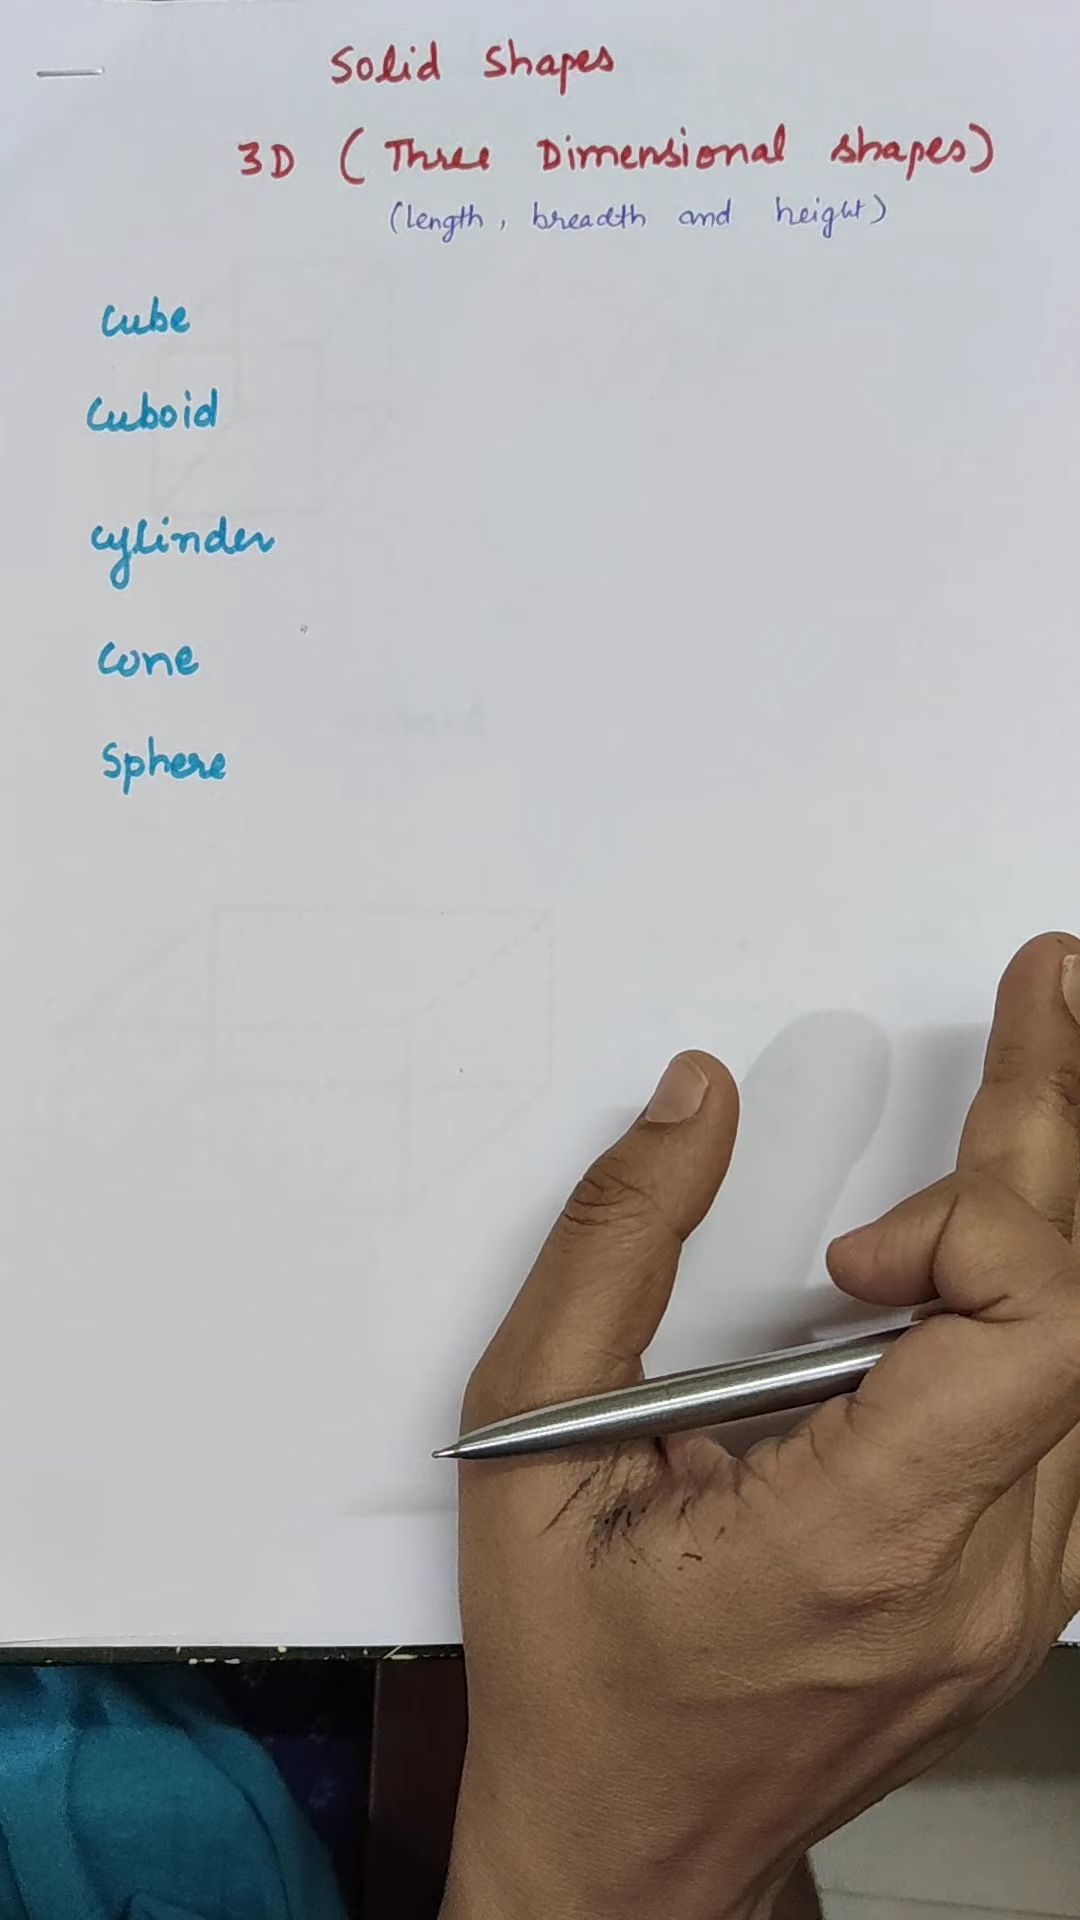 Solid Shapes
3D ( Three Dimensional shapes)
(length, breadth and height)
Cube
Cuboid
cylinder
Cone
Sphere